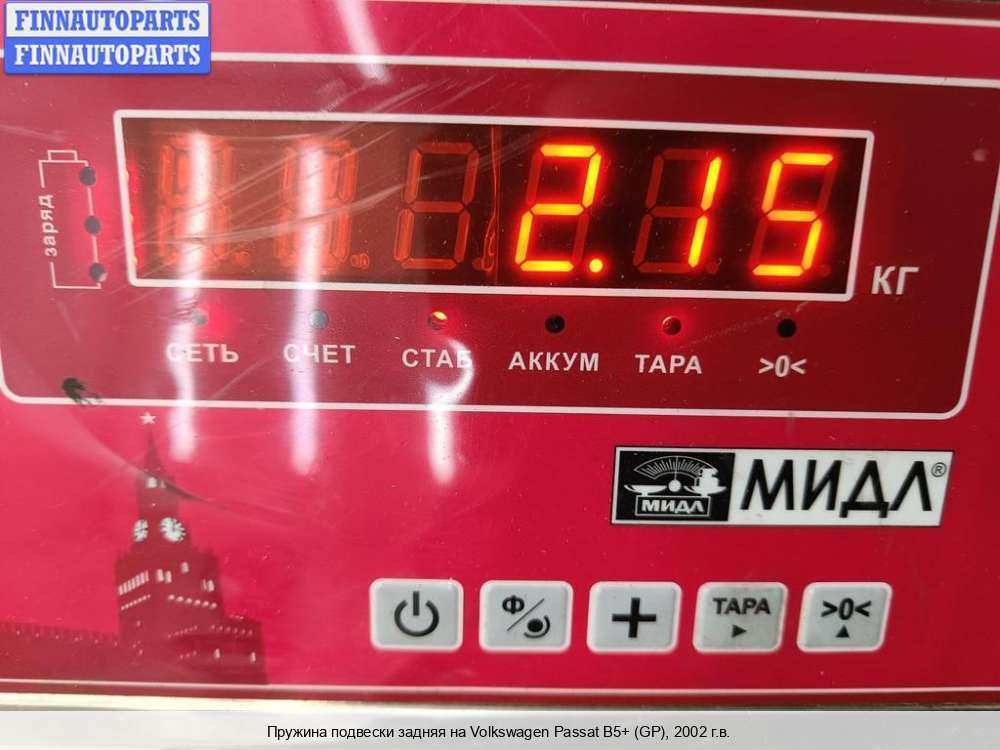 FINNAUTOPARTS
FINNAUTOPARTS
заряд
2.15
КГ
СЕТЬ СЧЕТ СТАБ АККУМ ТАРА >0<
МИДЛ
МИДЛ®
Ф
+
ТАРА
>0<
Пружина подвески задняя на Volkswagen Passat B5+ (GP), 2002 г.в.